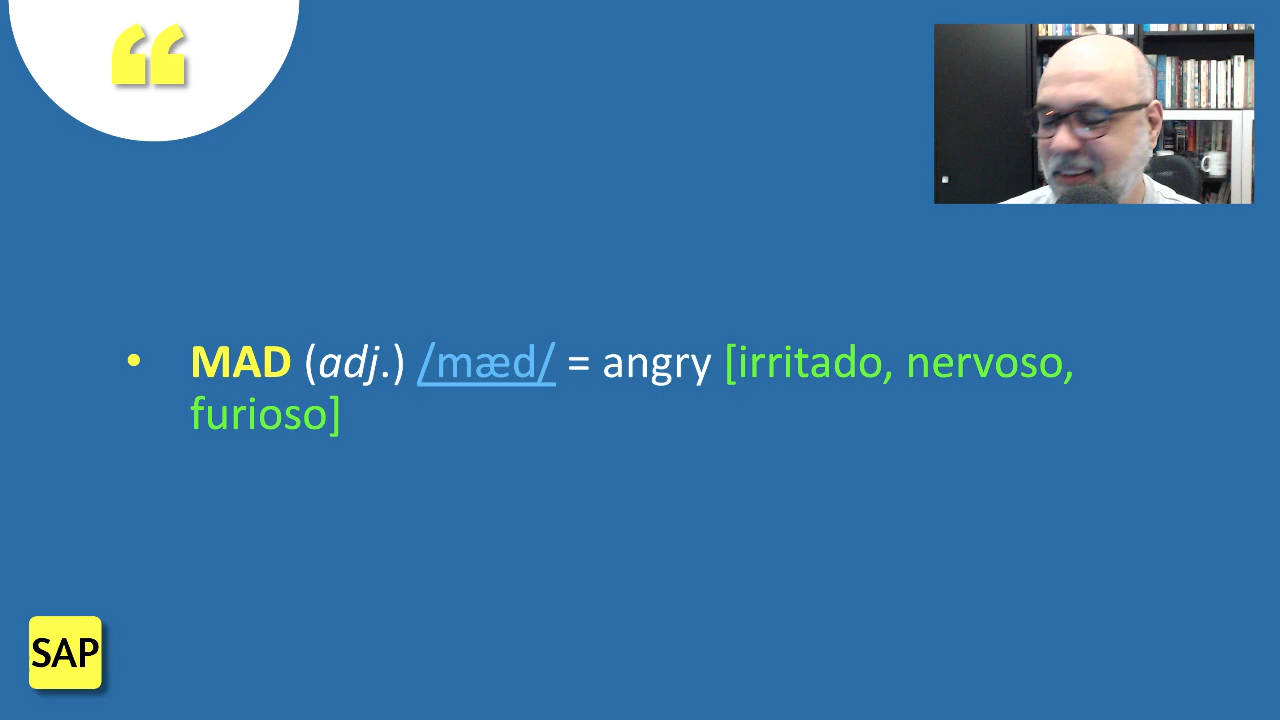 “
• MAD (adj.) /mæd/ = angry [irritado, nervoso,
furioso]
SAP